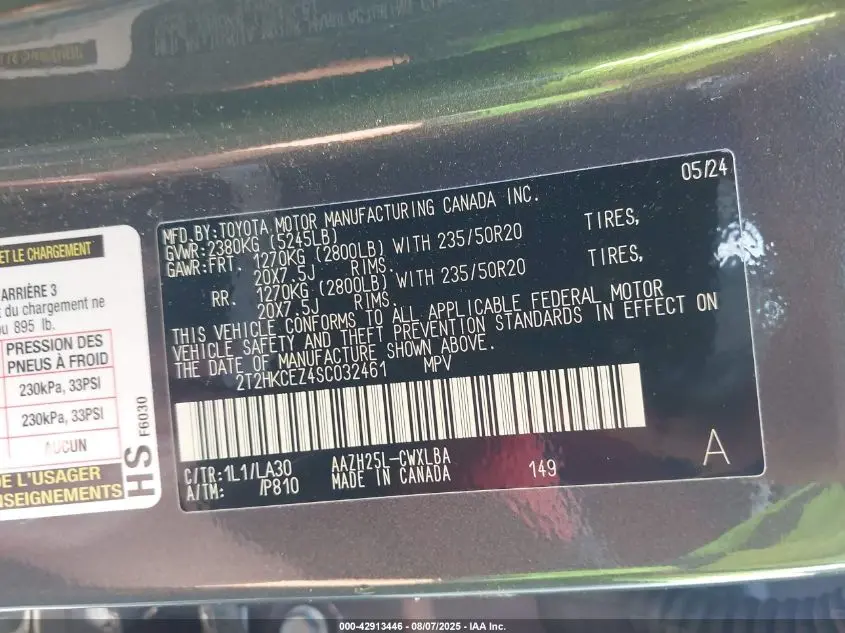 ET LE CHARGEMENT
ARRIÈRE 3
du chargement ne
ou 895 lb.
PRESSION DES
PNEUS À FROID
230kPa, 33PSI
230kPa, 33PSI
AUCUN
DE L'USAGER
HS F6030
05/24
MFD.BY:TOYOTA MOTOR MANUFACTURING CANADA INC.
GVWR:2380KG (5245LB)
GAWR:FRT. 1270KG (2800LB) WITH 235/50R20 TIRES,
20X7.5J RIMS.
RR. 1270KG (2800LB) WITH 235/50R20 TIRES,
20X7.5J RIMS.
THIS VEHICLE CONFORMS TO ALL APPLICABLE FEDERAL MOTOR
VEHICLE SAFETY AND THEFT PREVENTION STANDARDS IN EFFECT ON
THE DATE OF MANUFACTURE SHOWN ABOVE.
2T2HKCEZ4SC032461 MPV
C/TR:1L1/LA30 AAZH25L-CWXLBA
A/TM: /P810 MADE IN CANADA 149
A
000-42913446 - 08/07/2025 - IAA Inc.